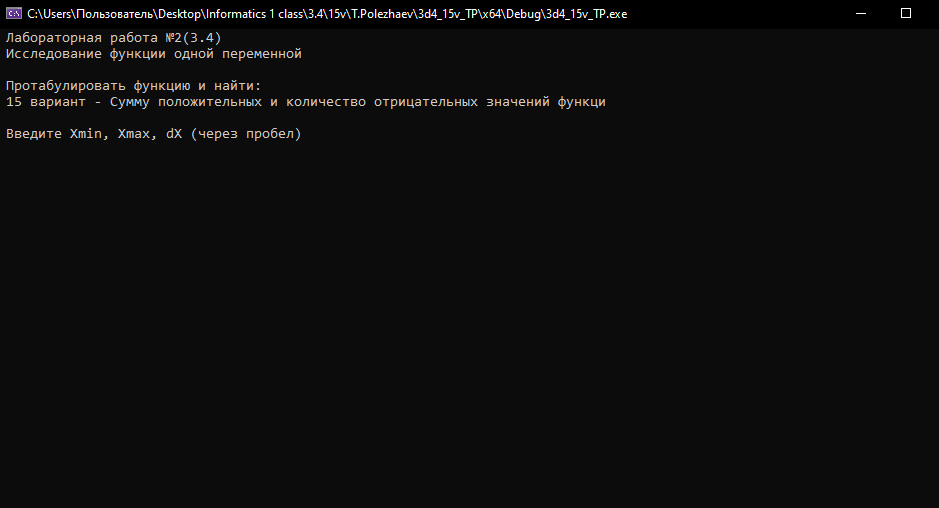 C:\Users\Пользователь\Desktop\Informatics 1 class\3.4\15v\T.Polezhaev\3d4_15v_TP\x64\Debug\3d4_15v_TP.exe
Лабораторная работа №2(3.4)
Исследование функции одной переменной
Протабулировать функцию и найти:
15 вариант - Сумму положительных и количество отрицательных значений функци
Введите Xmin, Xmax, dX (через пробел)